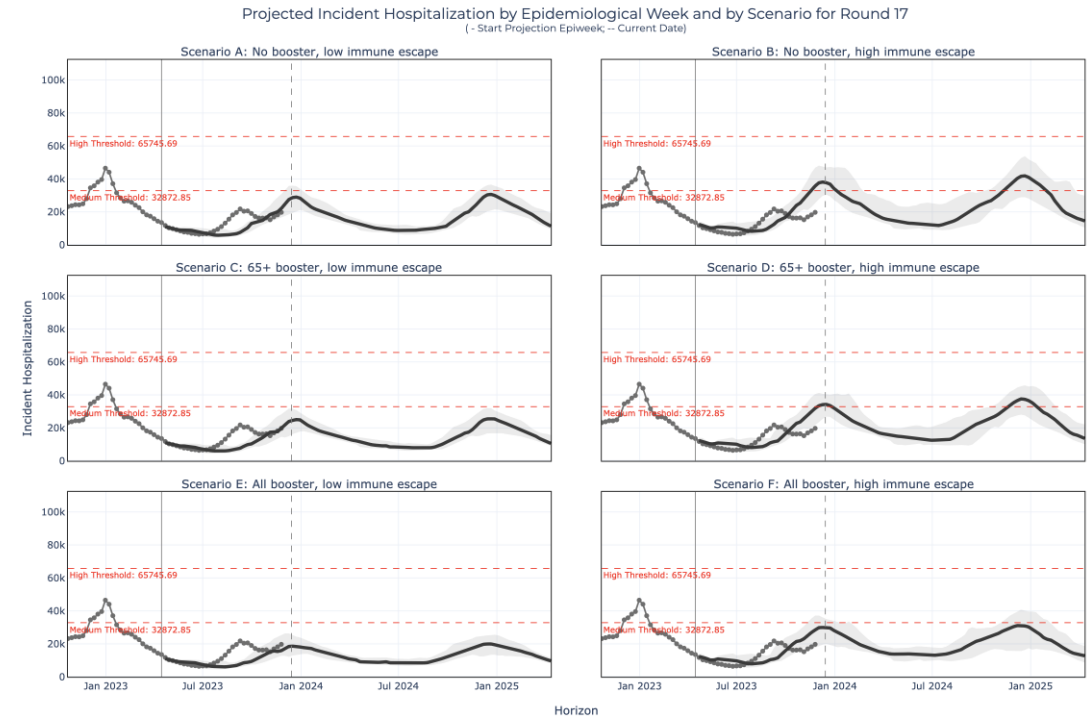 Projected Incident Hospitalization by Epidemiological Week and by Scenario for Round 17
( - Start Projection Epiweek; -- Current Date)
Scenario A: No booster, low immune escape
Scenario B: No booster, high immune escape
100k
80k
High Threshold: 65745.69
High Threshold: 65745.69
60k
40k
Medium Threshold: 32872.85
Medium Threshold: 32872.85
20k
0
Scenario C: 65+ booster, low immune escape
Scenario D: 65+ booster, high immune escape
100k
80k
High Threshold: 65745.69
High Threshold: 65745.69
60k
40k
Medium Threshold: 32872.85
Medium Threshold: 32872.85
20k
0
Incident Hospitalization
Scenario E: All booster, low immune escape
Scenario F: All booster, high immune escape
100k
80k
High Threshold: 65745.69
High Threshold: 65745.69
60k
40k
Medium Threshold: 32872.85
Medium Threshold: 32872.85
20k
0
Jan 2023 Jul 2023 Jan 2024 Jul 2024 Jan 2025
Jan 2023 Jul 2023 Jan 2024 Jul 2024 Jan 2025
Horizon